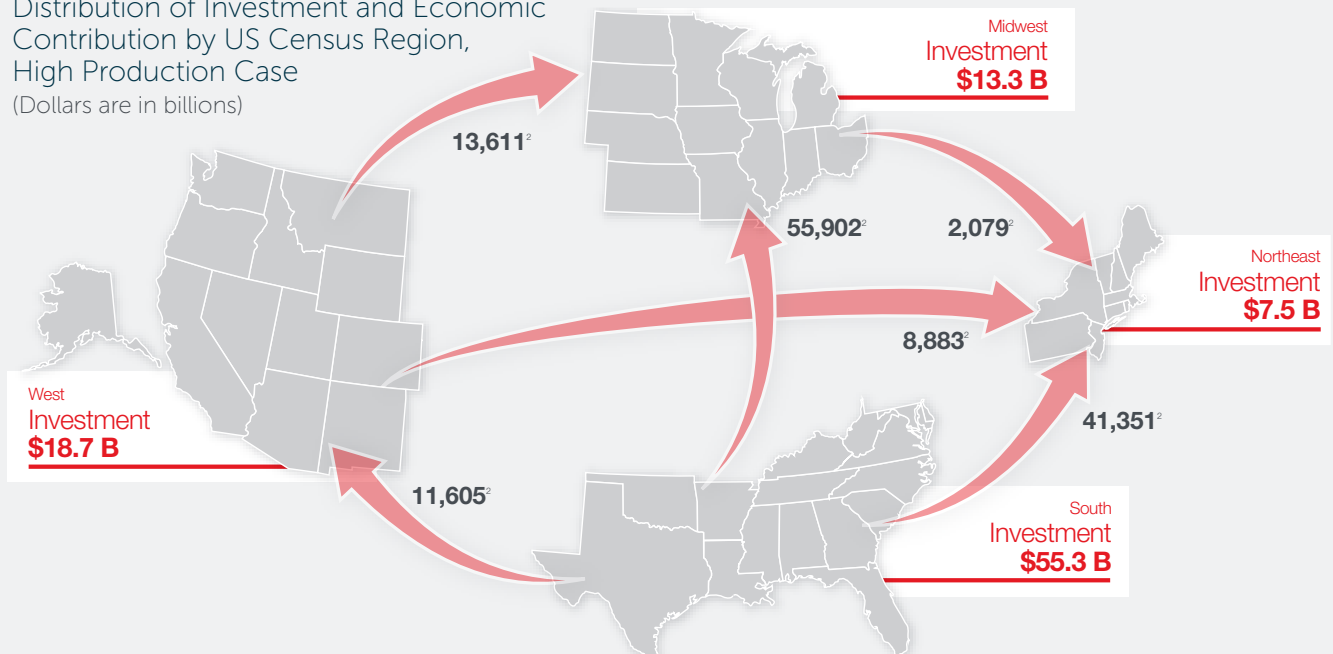 Distribution of Investment and Economic
Contribution by US Census Region,
High Production Case
(Dollars are in billions)
Midwest
Investment
$13.3 B
13,611²
55,902²
2,079²
Northeast
Investment
$7.5 B
8,883²
West
Investment
$18.7 B
41,351²
11,605²
South
Investment
$55.3 B